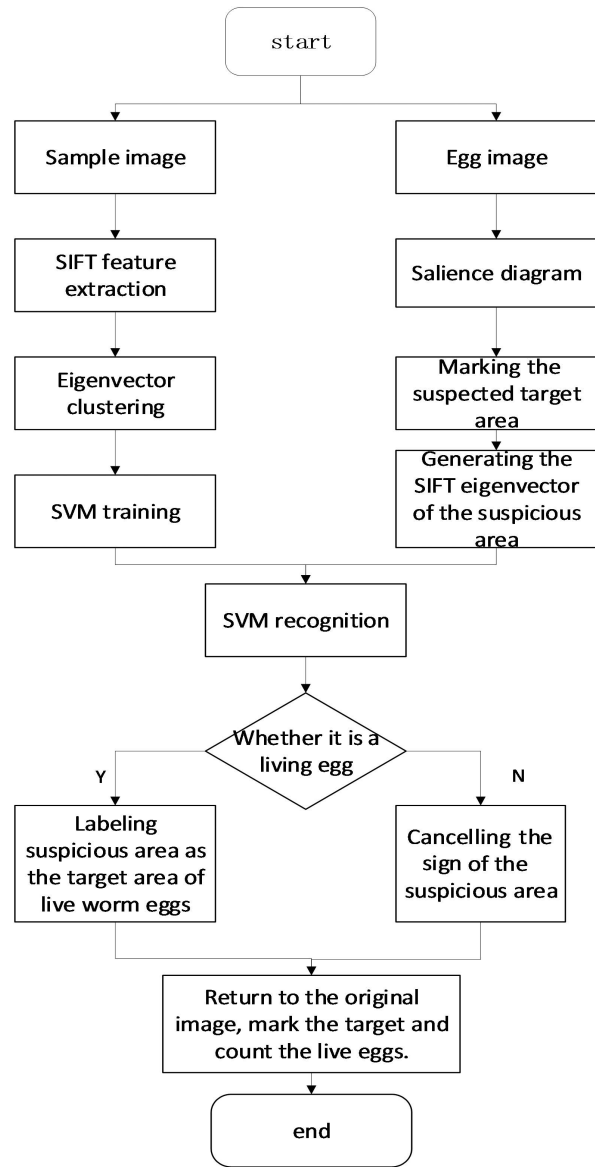 start
Sample image
Egg image
SIFT feature
extraction
Salience diagram
Eigenvector
clustering
Marking the
suspected target
area
SVM training
Generating the
SIFT eigenvector
of the suspicious
area
SVM recognition
Whether it is a
living egg
Y
N
Labeling
suspicious area as
the target area of
live worm eggs
Cancelling the
sign of the
suspicious area
Return to the original
image, mark the target and
count the live eggs.
end